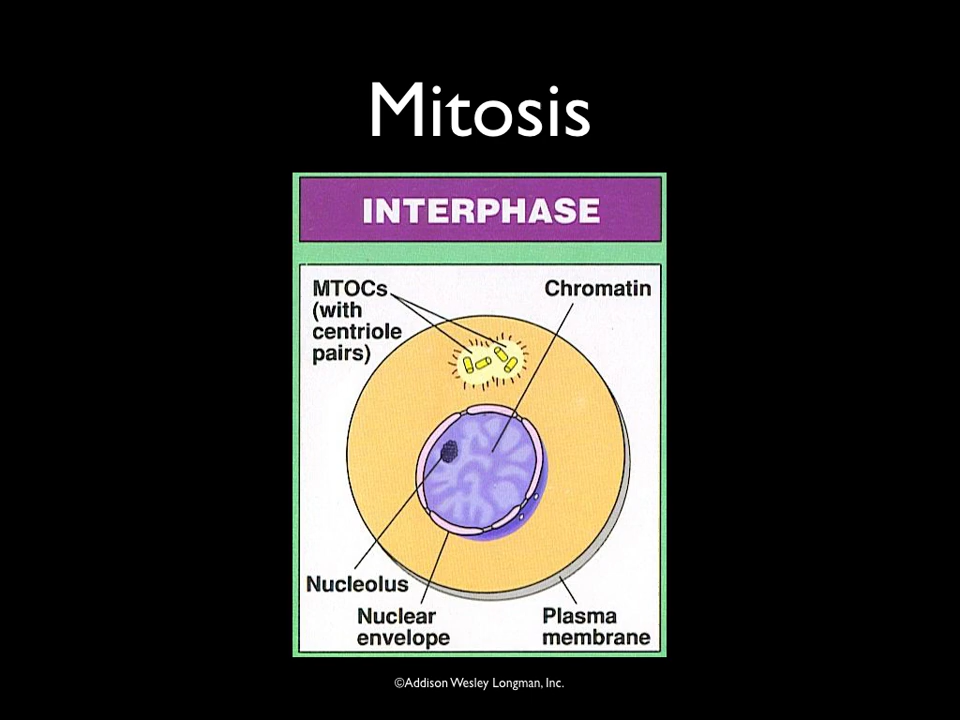 Mitosis
INTERPHASE
MTOCs
(with
centriole
pairs)
Chromatin
Nucleolus
Nuclear
envelope
Plasma
membrane
©Addison Wesley Longman, Inc.